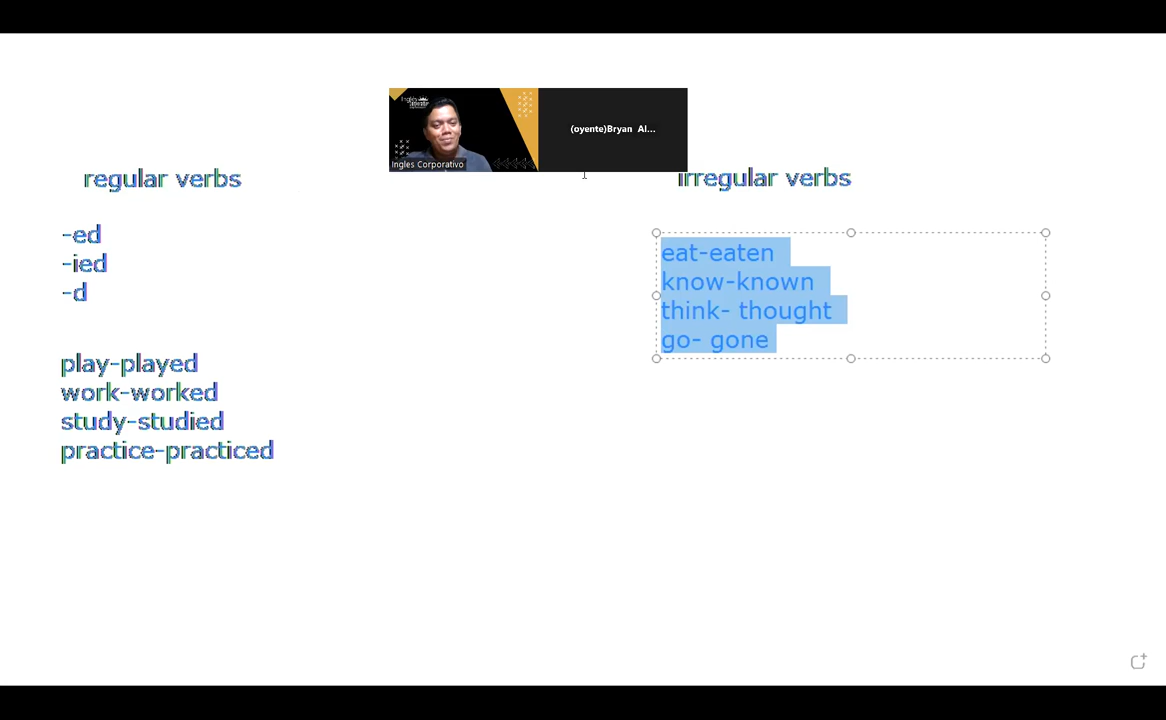 Ingles Corporativo
(oyente)Bryan Al...
regular verbs
-ed
-ied
-d
play-played
work-worked
study-studied
practice-practiced
irregular verbs
eat-eaten
know-known
think- thought
go- gone